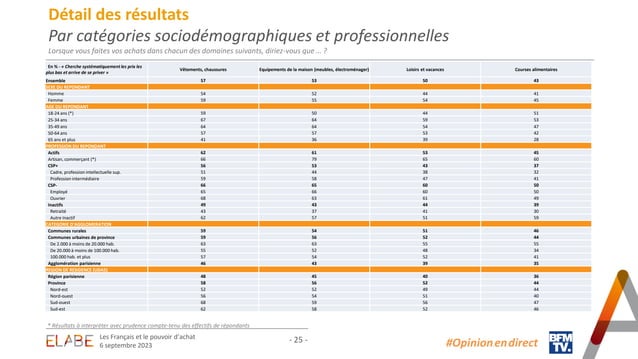 Détail des résultats
Par catégories sociodémographiques et professionnelles
Lorsque vous faites vos achats dans chacun des domaines suivants, diriez-vous que … ?
En % - « Cherche systématiquement les prix les plus bas et arrive de se priver » Vêtements, chaussures Equipements de la maison (meubles, électroménager) Loisirs et vacances Courses alimentaires
Ensemble 57 53 50 43
SEXE DU REPONDANT
Homme 54 52 44 41
Femme 59 55 54 45
AGE DU REPONDANT
18-24 ans (*) 59 50 44 51
25-34 ans 67 64 59 53
35-49 ans 64 64 54 47
50-64 ans 57 57 53 42
65 ans et plus 41 36 39 28
PROFESSION DU REPONDANT
Actifs 62 61 53 45
Artisan, commerçant (*) 66 79 65 60
CSP+ 56 53 43 37
Cadre, profession intellectuelle sup. 51 44 38 32
Profession intermédiaire 59 58 47 41
CSP- 66 65 60 50
Employé 65 66 60 50
Ouvrier 68 63 61 49
Inactifs 49 43 44 39
Retraité 43 37 41 30
Autre inactif 62 57 51 59
CATEGORIE D'AGGLOMERATION
Communes rurales 59 54 51 46
Communes urbaines de province 59 56 52 44
De 2.000 à moins de 20.000 hab. 63 63 55 55
De 20.000 à moins de 100.000 hab. 55 52 48 34
100.000 hab. et plus 57 54 52 41
Agglomération parisienne 46 43 39 35
REGION DE RESIDENCE (UDA5)
Région parisienne 48 45 40 36
Province 58 56 52 44
Nord-est 52 52 49 44
Nord-ouest 56 54 51 40
Sud-ouest 68 59 56 47
Sud-est 62 58 52 46
* Résultats à interpréter avec prudence compte-tenu des effectifs de répondants
ELABE
Les Français et le pouvoir d'achat
6 septembre 2023
- 25 -
#Opinion en direct
BFM
TV.